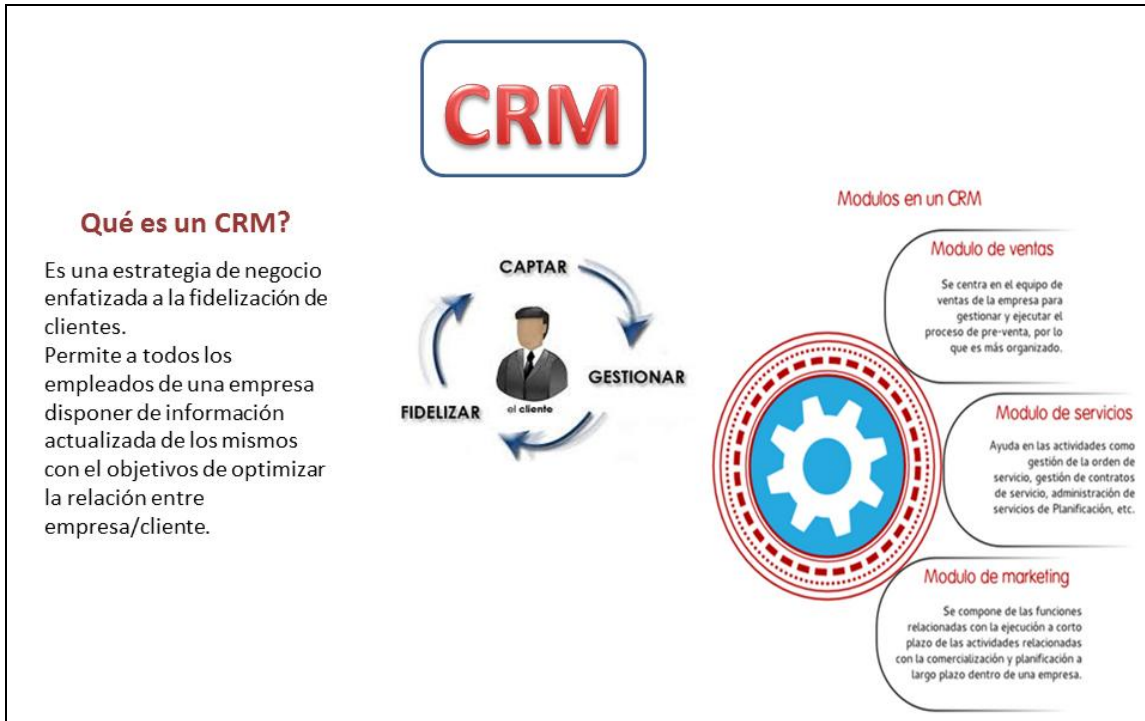 CRM
Qué es un CRM?
Es una estrategia de negocio
enfatizada a la fidelización de
clientes.
Permite a todos los
empleados de una empresa
disponer de información
actualizada de los mismos
con el objetivos de optimizar
la relación entre
empresa/cliente.
CAPTAR
GESTIONAR
FIDELIZAR
el cliente
Modulos en un CRM
Modulo de ventas
Se centra en el equipo de
ventas de la empresa para
gestionar y ejecutar el
proceso de pre-venta, por lo
que es más organizado.
Modulo de servicios
Ayuda en las actividades como
gestión de la orden de
servicio, gestión de contratos
de servicio, administración de
servicios de Planificación, etc.
Modulo de marketing
Se compone de las funciones
relacionadas con la ejecución a corto
plazo de las actividades relacionadas
con la comercialización y planificación a
largo plazo dentro de una empresa.